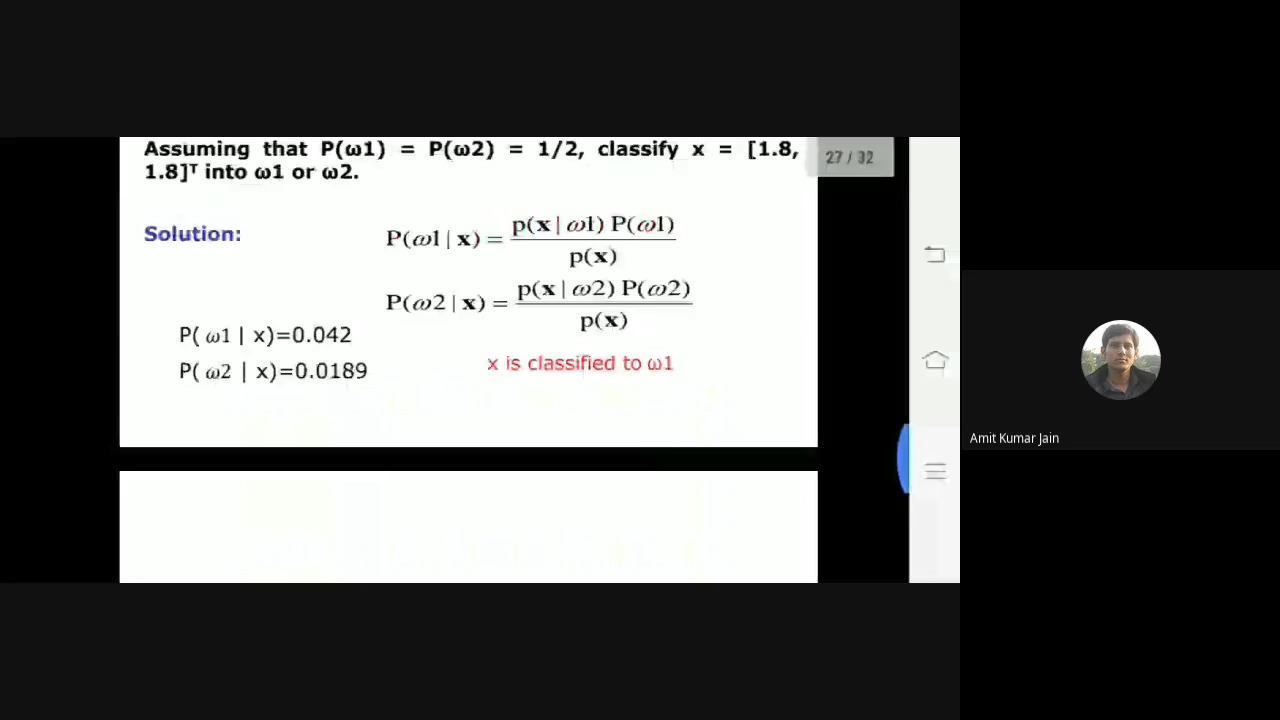 Assuming that P(ω1) = P(ω2) = 1/2, classify x = [1.8,
1.8]ᵀ into ω1 or ω2.
27 / 32
Solution:
P(ω1 | x) = p(x | ω1) P(ω1) / p(x)
P(ω2 | x) = p(x | ω2) P(ω2) / p(x)
P( ω1 | x)=0.042
P( ω2 | x)=0.0189
x is classified to ω1
Amit Kumar Jain